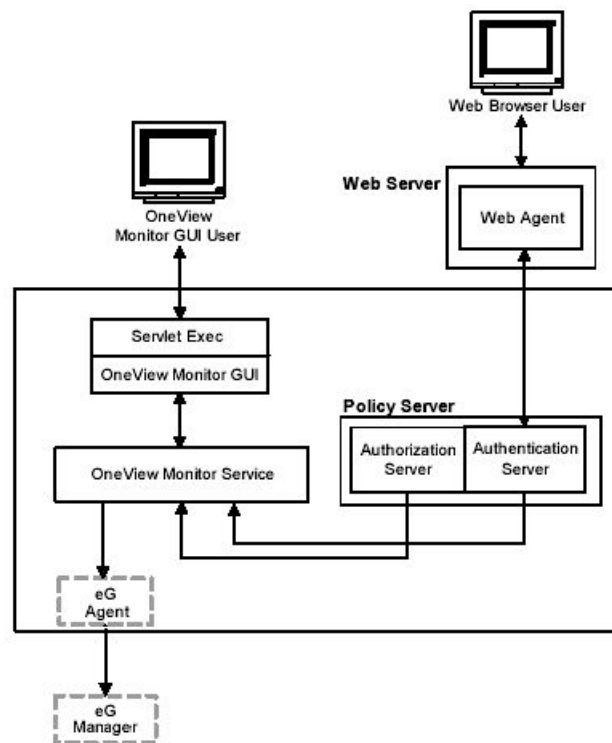 Web Browser User
Web Server
Web Agent
OneView
Monitor GUI User
Servlet Exec
OneView Monitor GUI
Policy Server
Authorization
Server
Authentication
Server
OneView Monitor Service
eG
Agent
eG
Manager